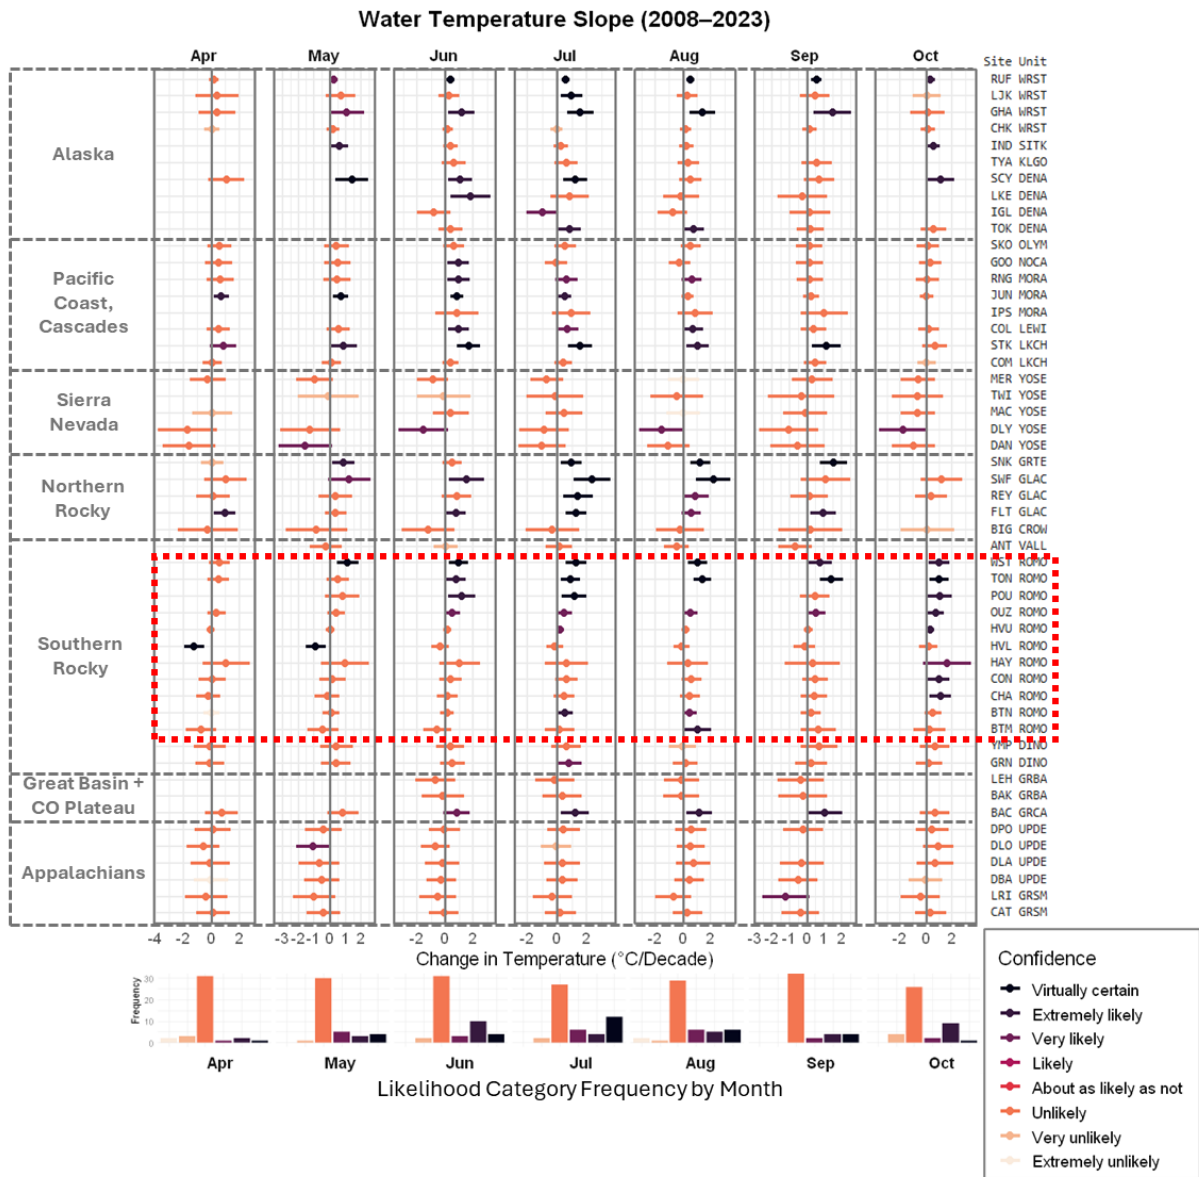 Water Temperature Slope (2008–2023)
Apr May Jun Jul Aug Sep Oct Site Unit
RUF WRST
LJK WRST
GHA WRST
CHK WRST
Alaska IND SITK
TYA KLGO
SCY DENA
LKE DENA
IGL DENA
TOK DENA
SKO OLYM
GOO NOCA
Pacific RNG MORA
Coast, JUN MORA
Cascades IPS MORA
COL LEWI
STK LKCH
COM LKCH
MER YOSE
Sierra TWI YOSE
Nevada MAC YOSE
DLY YOSE
DAN YOSE
SNK GRTE
Northern SWF GLAC
Rocky REY GLAC
FLT GLAC
BIG CROW
ANT VALL
WST ROMO
TON ROMO
POU ROMO
OUZ ROMO
HVU ROMO
Southern HVL ROMO
Rocky HAY ROMO
CON ROMO
CHA ROMO
BTN ROMO
BTM ROMO
YMP DINO
GRN DINO
Great Basin + LEH GRBA
CO Plateau BAK GRBA
BAC GRCA
DPO UPDE
DLO UPDE
Appalachians DLA UPDE
DBA UPDE
LRI GRSM
CAT GRSM
-4 -2 0 2 -3 -2 -1 0 1 2 -2 0 2 -2 0 2 -2 0 2 -3 -2 -1 0 1 2 -2 0 2
Change in Temperature (°C/Decade)
Frequency
30
20
10
0
Apr May Jun Jul Aug Sep Oct
Likelihood Category Frequency by Month
Confidence
Virtually certain
Extremely likely
Very likely
Likely
About as likely as not
Unlikely
Very unlikely
Extremely unlikely